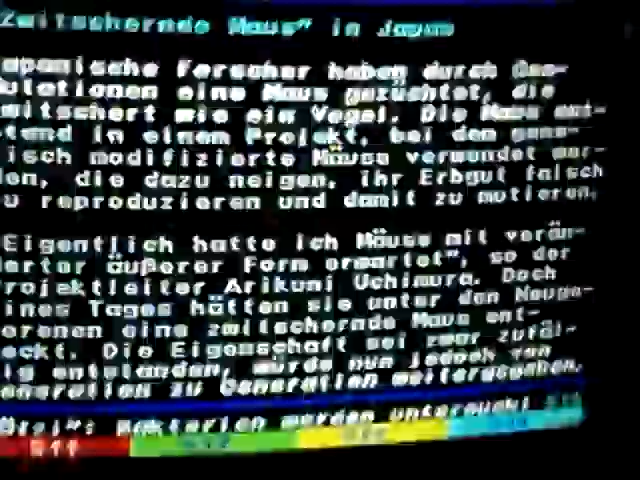 Zwitschernde Maus" in Japan
apanische Forscher haben durch Gen-
utationen eine Maus gezüchtet, die
witschert wie ein Vogel. Die Maus ent-
tand in einem Projekt, bei dem gene-
isch modifizierte Mäuse verwendet wur-
en, die dazu neigen, ihr Erbgut falsch
u reproduzieren und damit zu mutieren.
Eigentlich hatte ich Mäuse mit verän-
erter äußerer Form erwartet", so der
rojektleiter Arikuni Uchimura. Doch
ines Tages hätten sie unter den Neuge-
orenen eine zwitschernde Maus ent-
eckt. Die Eigenschaft sei zwar zufäl-
ig entstanden, würde nun jedoch von
eneration zu Generation weitergegeben.
Bakterien werden untersucht